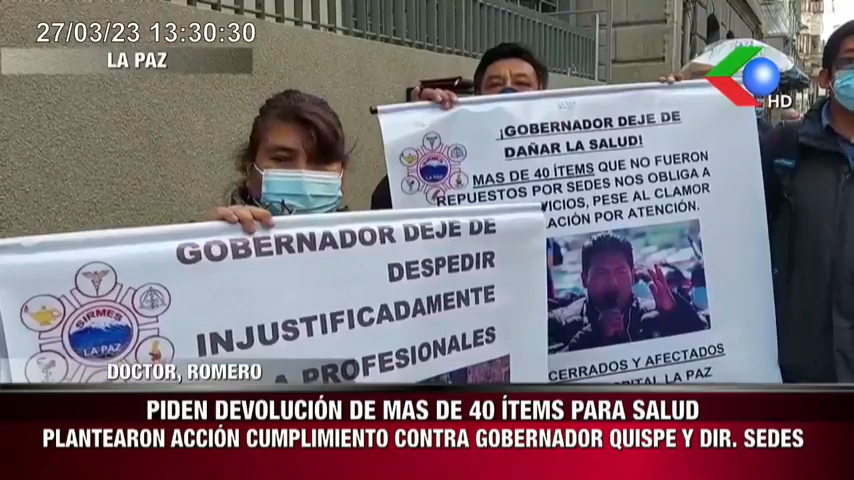 27/03/23 13:30:30
LA PAZ
HD
¡GOBERNADOR DEJE DE
DAÑAR LA SALUD!
MAS DE 40 ÍTEMS QUE NO FUERON
REPUESTOS POR SEDES NOS OBLIGA A
VICIOS, PESE AL CLAMOR
ACIÓN POR ATENCIÓN.
CERRADOS Y AFECTADOS
LA PAZ
SIRMES
GOBERNADOR DEJE DE
DESPEDIR
INJUSTIFICADAMENTE
A PROFESIONALES
SIRMES
LA PAZ
DOCTOR, ROMERO
PIDEN DEVOLUCIÓN DE MAS DE 40 ÍTEMS PARA SALUD
PLANTEARON ACCIÓN CUMPLIMIENTO CONTRA GOBERNADOR QUISPE Y DIR. SEDES